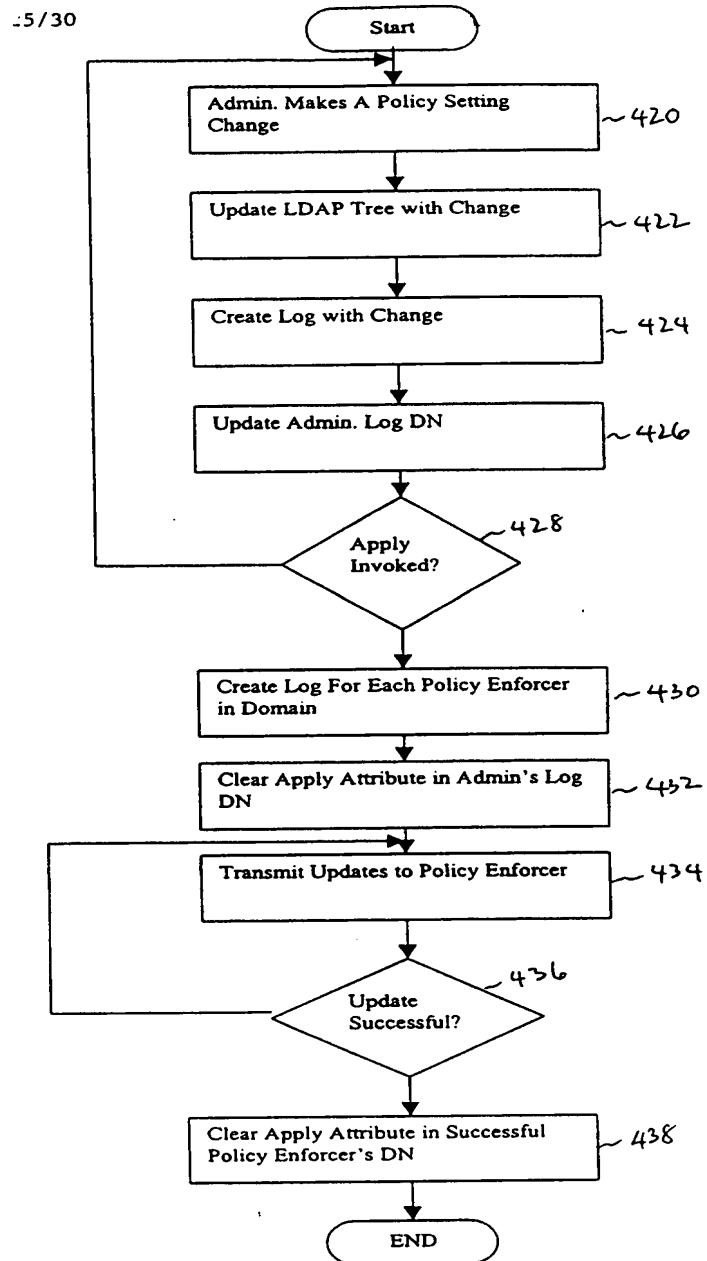 25/30
Start
Admin. Makes A Policy Setting
Change
~ 420
Update LDAP Tree with Change
~ 422
Create Log with Change
~ 424
Update Admin. Log DN
~ 426
Apply
Invoked?
~ 428
Create Log For Each Policy Enforcer
in Domain
~ 430
Clear Apply Attribute in Admin's Log
DN
~ 432
Transmit Updates to Policy Enforcer
~ 434
Update
Successful?
~ 436
Clear Apply Attribute in Successful
Policy Enforcer's DN
~ 438
END